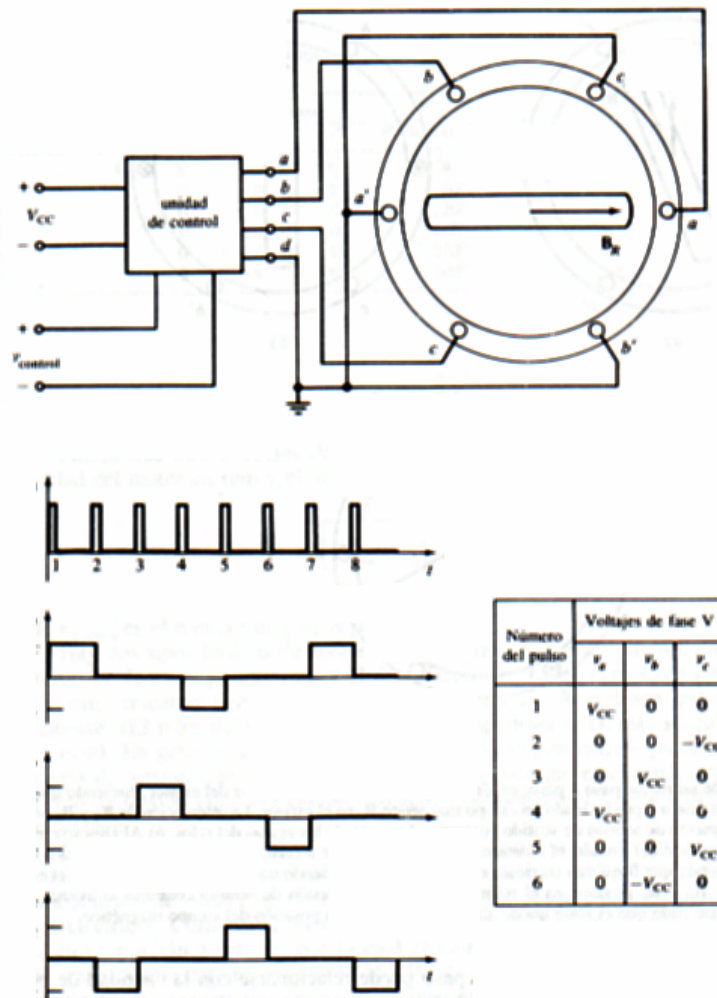 b
c
a
b
c
d
+
V_CC
−
unidad
de control
a'
B_R
a
+
v_control
−
c
b'
1 2 3 4 5 6 7 8
t
Número
del pulso
Voltajes de fase V
v_a v_b v_c
1 V_CC 0 0
2 0 0 −V_CC
3 0 V_CC 0
4 −V_CC 0 0
5 0 0 V_CC
6 0 −V_CC 0
t